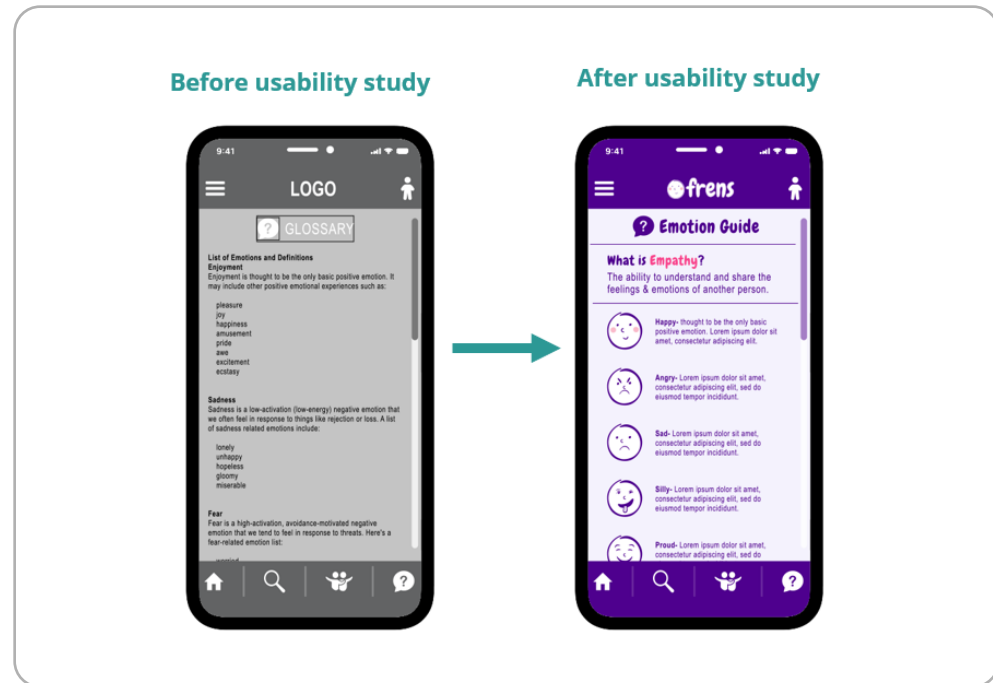 Before usability study
After usability study
9:41
LOGO
? GLOSSARY
List of Emotions and Definitions
Enjoyment
Enjoyment is thought to be the only basic positive emotion. It
may include other positive emotional experiences such as:
pleasure
joy
happiness
amusement
pride
awe
excitement
ecstasy
Sadness
Sadness is a low-activation (low-energy) negative emotion that
we often feel in response to things like rejection or loss. A list
of sadness related emotions include:
lonely
unhappy
hopeless
gloomy
miserable
Fear
Fear is a high-activation, avoidance-motivated negative
emotion that we tend to feel in response to threats. Here's a
fear-related emotion list:
worried
?
9:41
frens
? Emotion Guide
What is Empathy?
The ability to understand and share the
feelings & emotions of another person.
Happy- thought to be the only basic
positive emotion. Lorem ipsum dolor sit
amet, consectetur adipiscing elit.
Angry- Lorem ipsum dolor sit amet,
consectetur adipiscing elit, sed do
eiusmod tempor incididunt.
Sad- Lorem ipsum dolor sit amet,
consectetur adipiscing elit, sed do
eiusmod tempor incididunt.
Silly- Lorem ipsum dolor sit amet,
consectetur adipiscing elit, sed do
eiusmod tempor incididunt.
Proud- Lorem ipsum dolor sit amet,
consectetur adipiscing elit, sed do
?